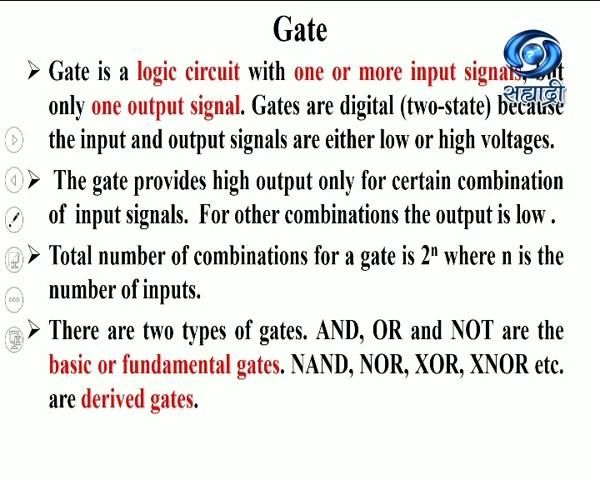 Gate
सह्याद्री
➢ Gate is a logic circuit with one or more input signals, but
only one output signal. Gates are digital (two-state) because
the input and output signals are either low or high voltages.
➢ The gate provides high output only for certain combination
of input signals. For other combinations the output is low .
➢ Total number of combinations for a gate is 2ⁿ where n is the
number of inputs.
➢ There are two types of gates. AND, OR and NOT are the
basic or fundamental gates. NAND, NOR, XOR, XNOR etc.
are derived gates.